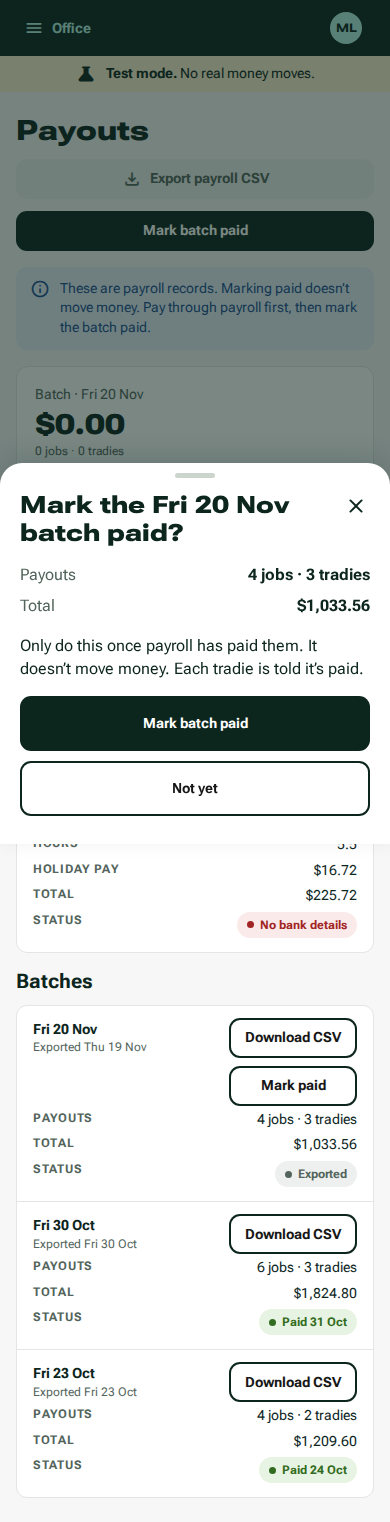 Office
ML
Test mode. No real money moves.
Payouts
Export payroll CSV
Mark batch paid
These are payroll records. Marking paid doesn't
move money. Pay through payroll first, then mark
the batch paid.
Batch · Fri 20 Nov
$0.00
0 jobs · 0 tradies
Mark the Fri 20 Nov
batch paid?
Payouts 4 jobs · 3 tradies
Total $1,033.56
Only do this once payroll has paid them. It
doesn't move money. Each tradie is told it's paid.
Mark batch paid
Not yet
HOURS 5.5
HOLIDAY PAY $16.72
TOTAL $225.72
STATUS No bank details
Batches
Fri 20 Nov Download CSV
Exported Thu 19 Nov
Mark paid
PAYOUTS 4 jobs · 3 tradies
TOTAL $1,033.56
STATUS Exported
Fri 30 Oct Download CSV
Exported Fri 30 Oct
PAYOUTS 6 jobs · 3 tradies
TOTAL $1,824.80
STATUS Paid 31 Oct
Fri 23 Oct Download CSV
Exported Fri 23 Oct
PAYOUTS 4 jobs · 2 tradies
TOTAL $1,209.60
STATUS Paid 24 Oct